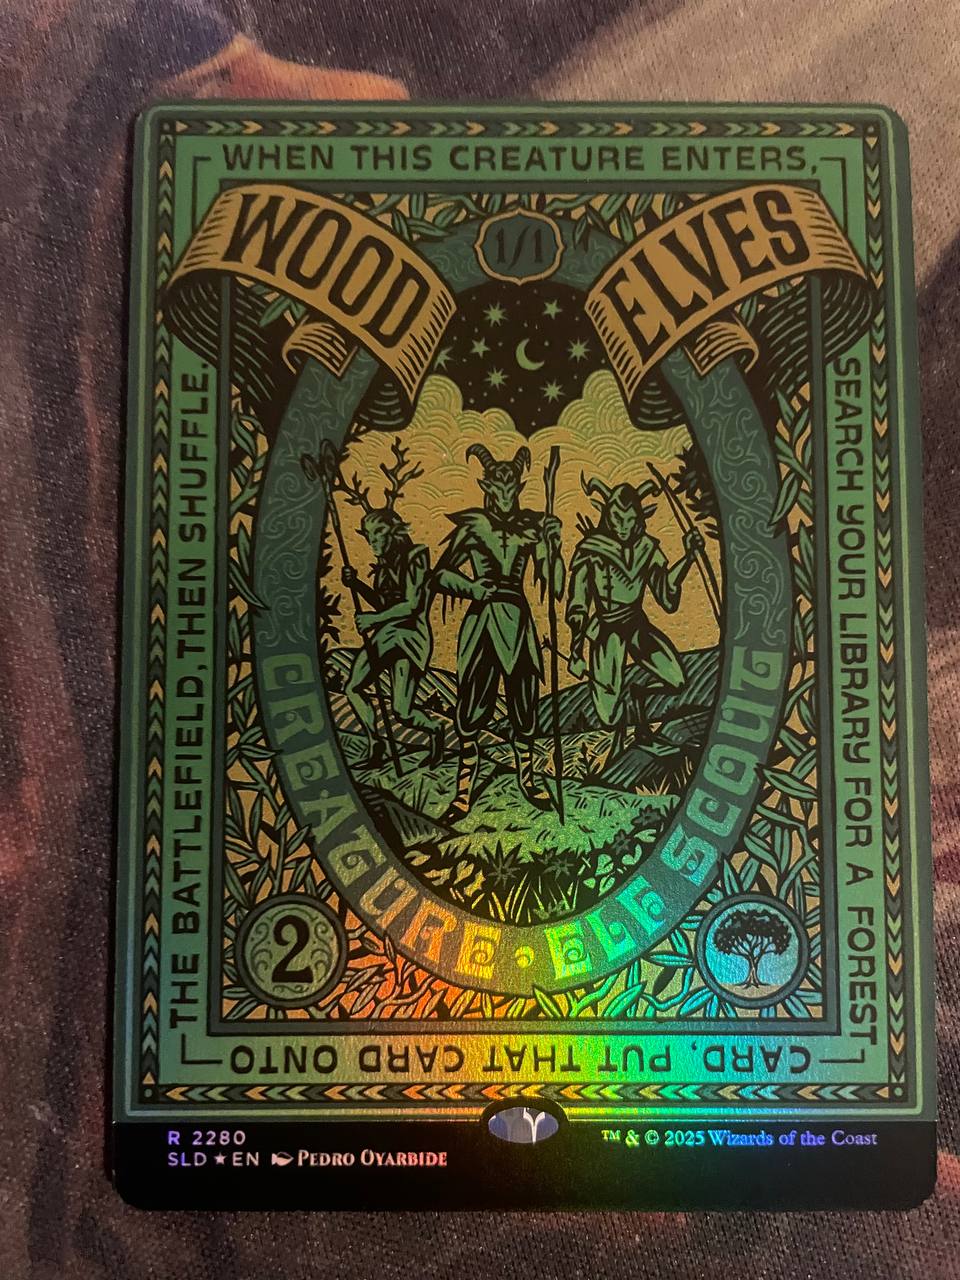 WHEN THIS CREATURE ENTERS,
SEARCH YOUR LIBRARY FOR A FOREST
CARD, PUT THAT CARD ONTO
THE BATTLEFIELD, THEN SHUFFLE.
WOOD ELVES
1/1
CREATURE • ELF SCOUT
2
R 2280
SLD ★ EN PEDRO OYARBIDE
™ & © 2025 Wizards of the Coast